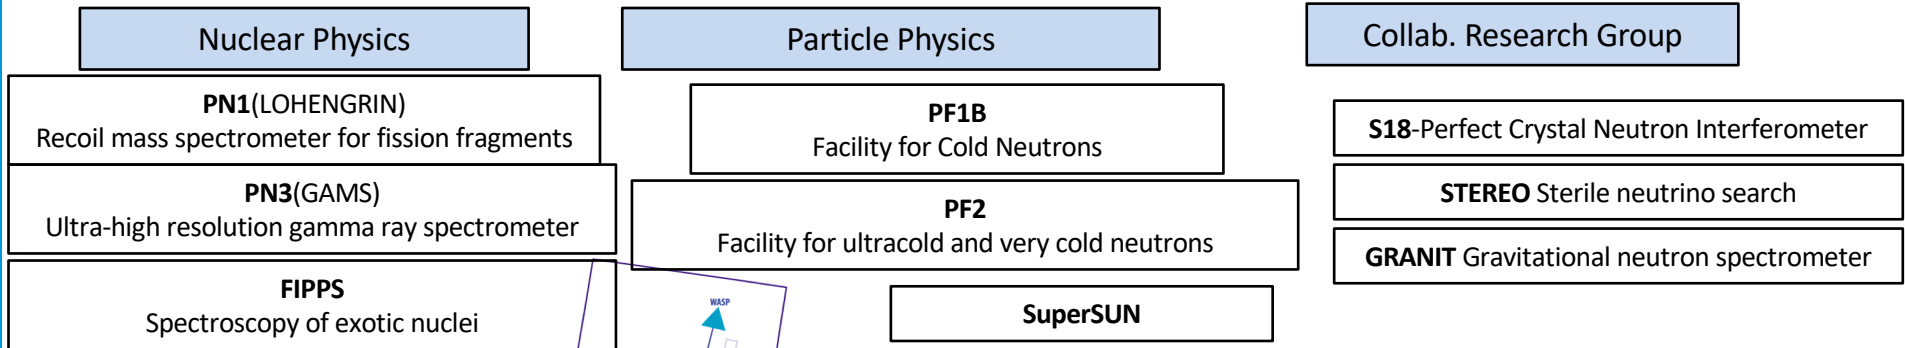 Nuclear Physics
PN1(LOHENGRIN)
Recoil mass spectrometer for fission fragments
PN3(GAMS)
Ultra-high resolution gamma ray spectrometer
FIPPS
Spectroscopy of exotic nuclei
Particle Physics
PF1B
Facility for Cold Neutrons
PF2
Facility for ultracold and very cold neutrons
SuperSUN
WASP
Collab. Research Group
S18-Perfect Crystal Neutron Interferometer
STEREO Sterile neutrino search
GRANIT Gravitational neutron spectrometer